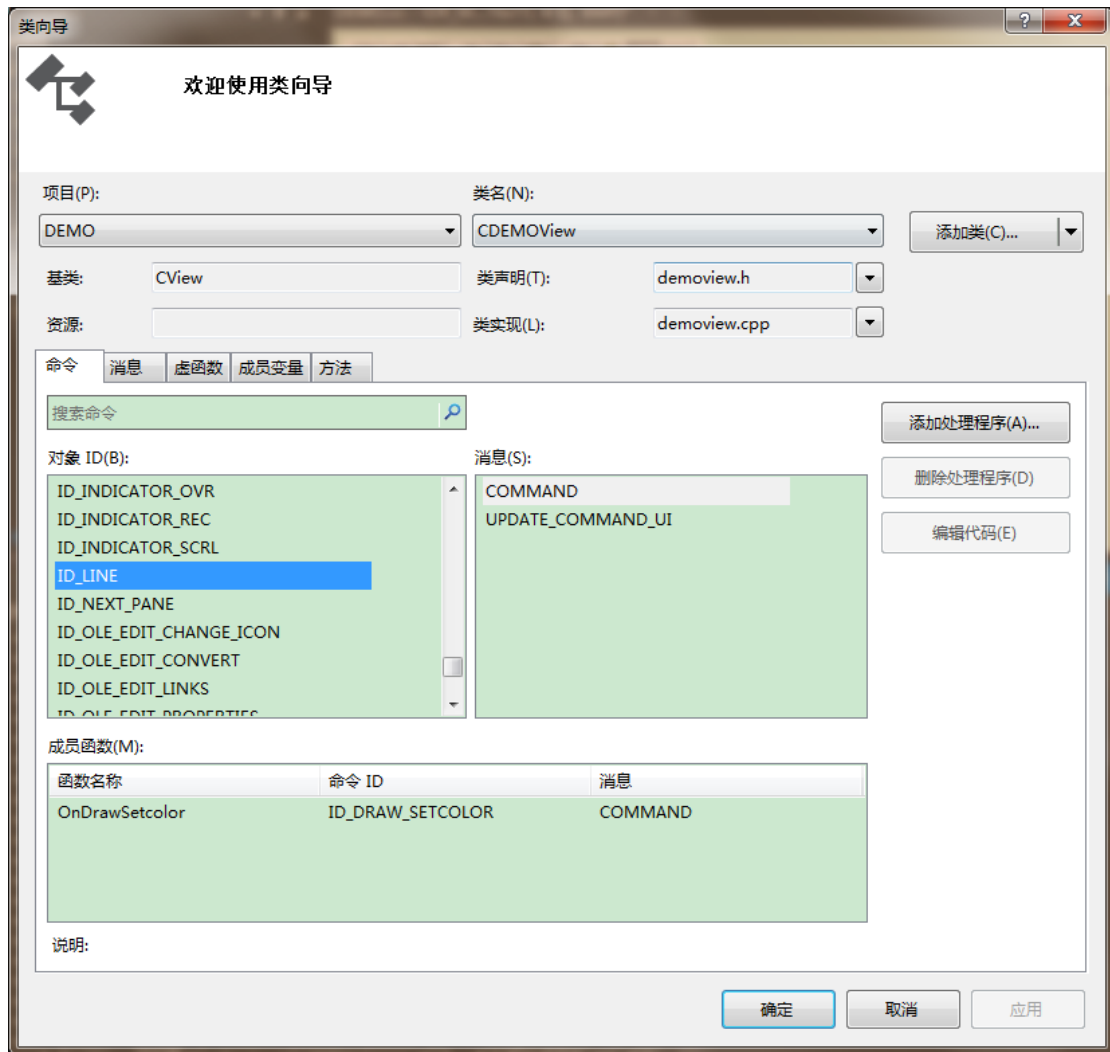 类向导
?
欢迎使用类向导
项目(P):
类名(N):
DEMO
CDEMOView
添加类(C)...
基类:
CView
类声明(T):
demoview.h
资源:
类实现(L):
demoview.cpp
命令
消息
虚函数
成员变量
方法
搜索命令
添加处理程序(A)...
对象 ID(B):
消息(S):
删除处理程序(D)
编辑代码(E)
ID_INDICATOR_OVR
ID_INDICATOR_REC
ID_INDICATOR_SCRL
ID_LINE
ID_NEXT_PANE
ID_OLE_EDIT_CHANGE_ICON
ID_OLE_EDIT_CONVERT
ID_OLE_EDIT_LINKS
ID_OLE_EDIT_PROPERTIES
COMMAND
UPDATE_COMMAND_UI
成员函数(M):
函数名称
命令 ID
消息
OnDrawSetcolor
ID_DRAW_SETCOLOR
COMMAND
说明:
确定
取消
应用